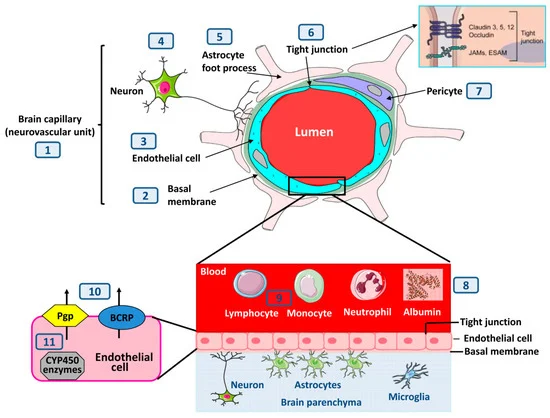 4
5
6
Claudin 3, 5, 12
Occludin
JAMs, ESAM
Tight
junction
Astrocyte
foot process
Tight junction
Neuron
Pericyte
7
Brain capillary
(neurovascular unit)
1
Lumen
3
Endothelial cell
2
Basal
membrane
Blood
8
9
Lymphocyte
Monocyte
Neutrophil
Albumin
10
Pgp
BCRP
11
CYP450
enzymes
Endothelial
cell
Tight junction
Endothelial cell
Basal membrane
Neuron
Astrocytes
Microglia
Brain parenchyma